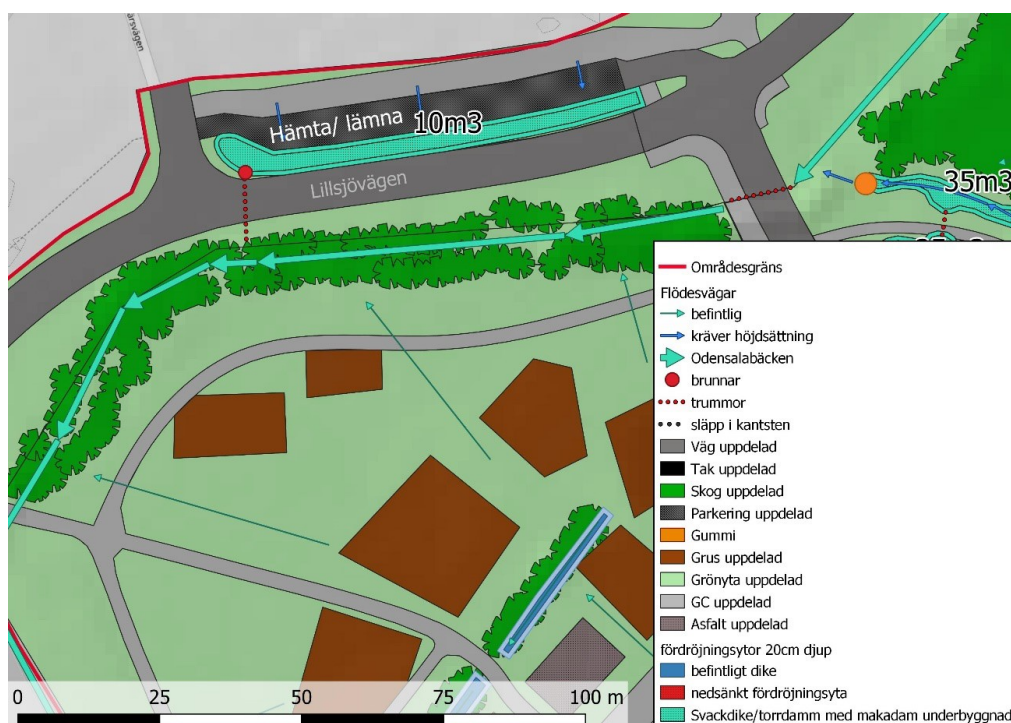 Hämta/ lämna 10m3
Lillsjövägen
35m3
Områdesgräns
Flödesvägar
befintlig
kräver höjdsättning
Odensalabäcken
brunnar
trummor
släpp i kantsten
Väg uppdelad
Tak uppdelad
Skog uppdelad
Parkering uppdelad
Gummi
Grus uppdelad
Grönyta uppdelad
GC uppdelad
Asfalt uppdelad
fördröjningsytor 20cm djup
befintligt dike
nedsänkt fördröjningsyta
Svackdike/torrdamm med makadam underbyggnad
0 25 50 75 100 m